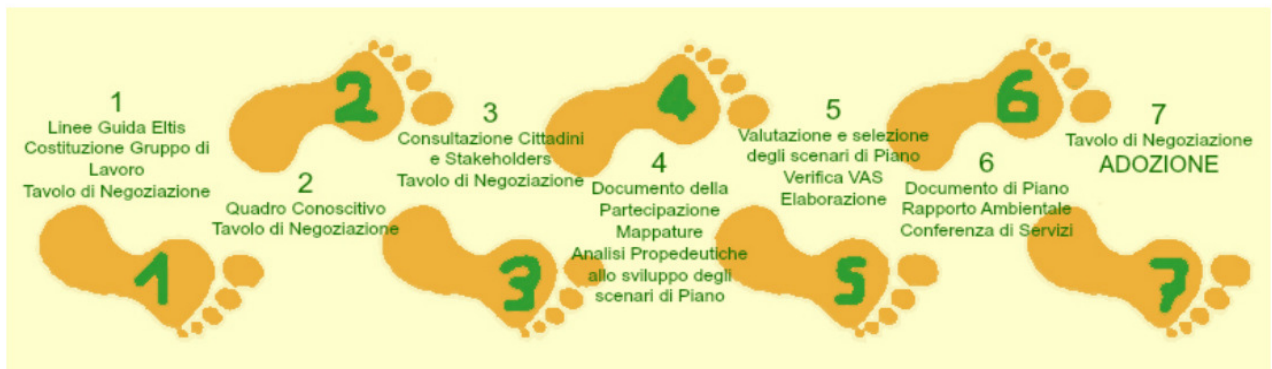 1
Linee Guida Eltis
Costituzione Gruppo di
Lavoro
Tavolo di Negoziazione
2
2
Quadro Conoscitivo
Tavolo di Negoziazione
3
Consultazione Cittadini
e Stakeholders
Tavolo di Negoziazione
4
4
Documento della
Partecipazione
Mappature
Analisi Propedeutiche
allo sviluppo degli
scenari di Piano
5
Valutazione e selezione
degli scenari di Piano
Verifica VAS
Elaborazione
6
6
Documento di Piano
Rapporto Ambientale
Conferenza di Servizi
7
Tavolo di Negoziazione
ADOZIONE
1
3
5
7